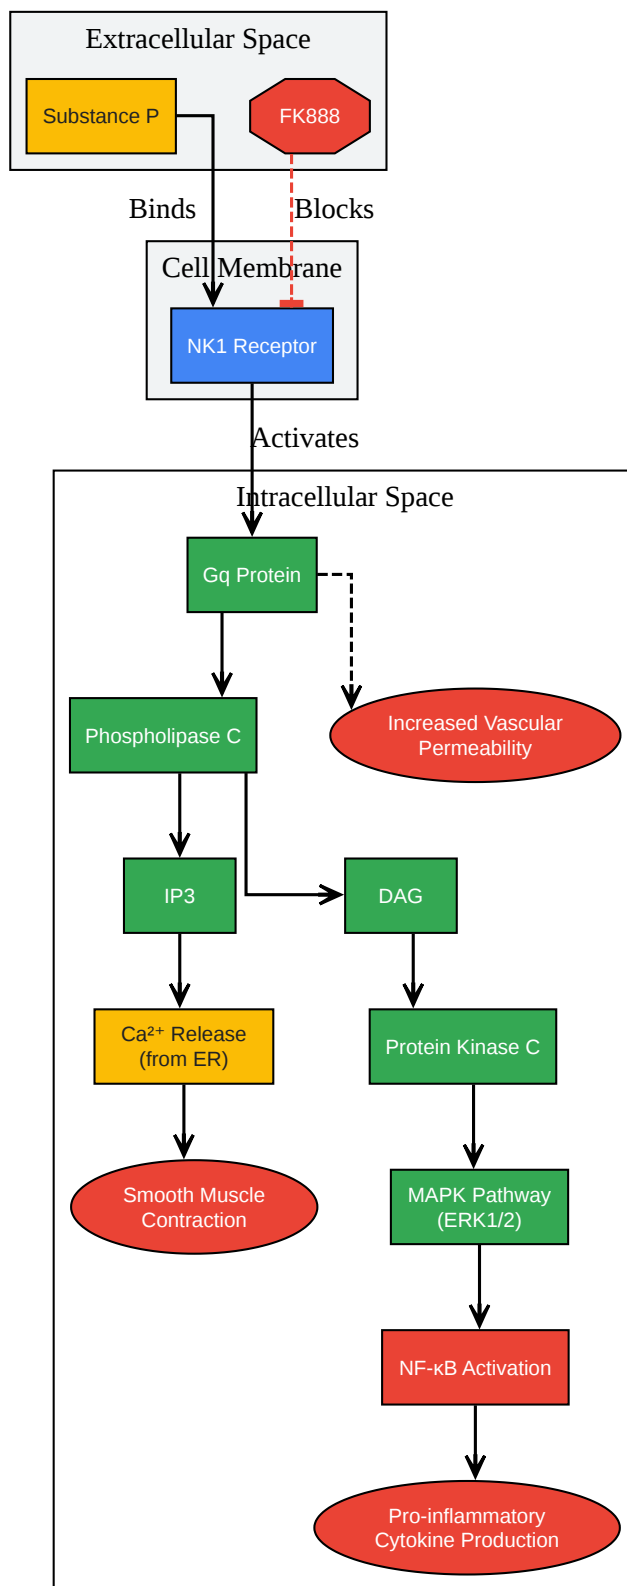 Extracellular Space
Substance P
FK888
Binds
Blocks
Cell Membrane
NK1 Receptor
Activates
Intracellular Space
Gq Protein
Phospholipase C
Increased Vascular
Permeability
IP3
DAG
Ca²⁺ Release
(from ER)
Protein Kinase C
Smooth Muscle
Contraction
MAPK Pathway
(ERK1/2)
NF-κB Activation
Pro-inflammatory
Cytokine Production